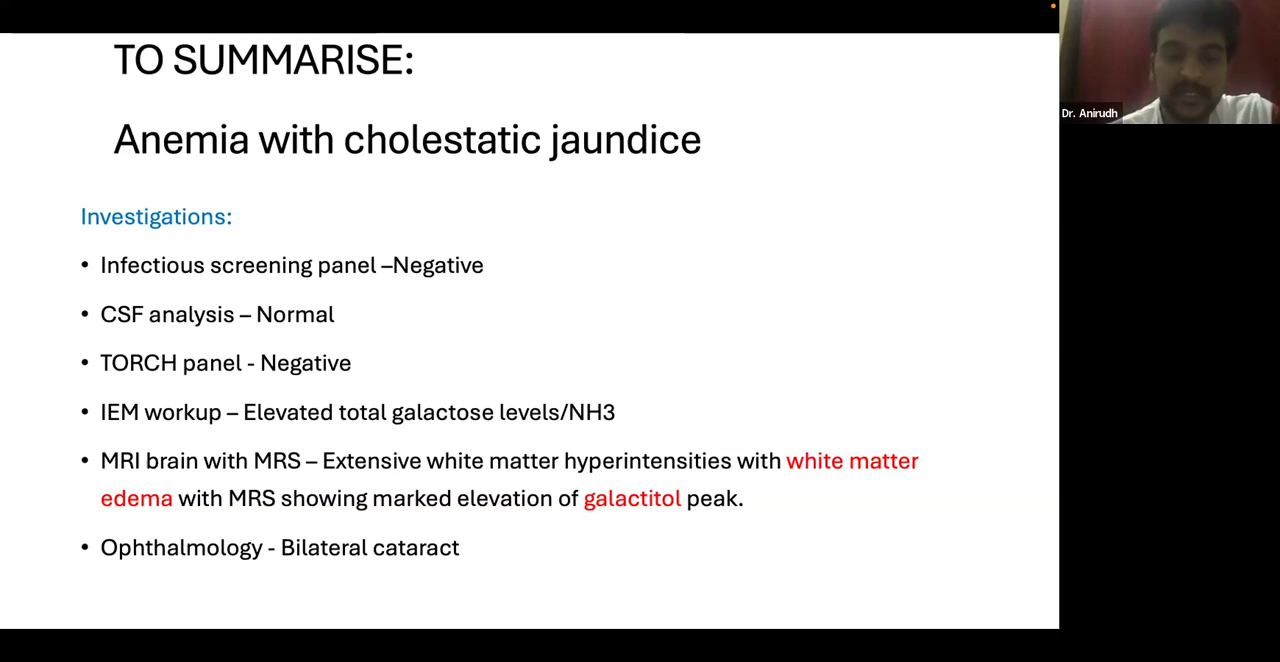 TO SUMMARISE:
Anemia with cholestatic jaundice
Investigations:
• Infectious screening panel –Negative
• CSF analysis – Normal
• TORCH panel - Negative
• IEM workup – Elevated total galactose levels/NH3
• MRI brain with MRS – Extensive white matter hyperintensities with white matter
edema with MRS showing marked elevation of galactitol peak.
• Ophthalmology - Bilateral cataract
Dr. Anirudh